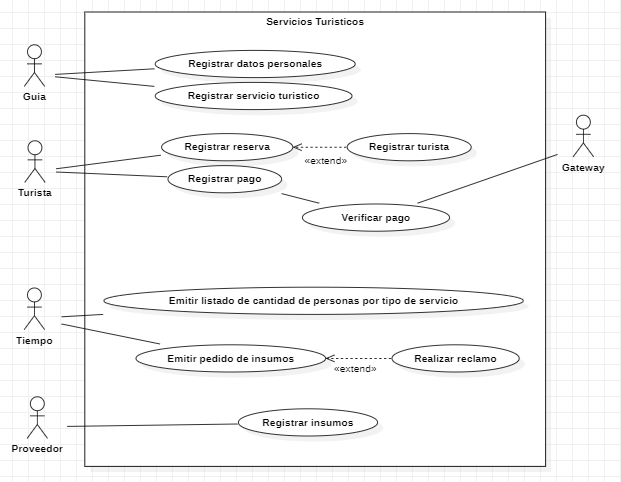 Servicios Turisticos
Guia
Registrar datos personales
Registrar servicio turistico
Turista
Registrar reserva
«extend»
Registrar turista
Registrar pago
Verificar pago
Gateway
Tiempo
Emitir listado de cantidad de personas por tipo de servicio
Emitir pedido de insumos
«extend»
Realizar reclamo
Proveedor
Registrar insumos